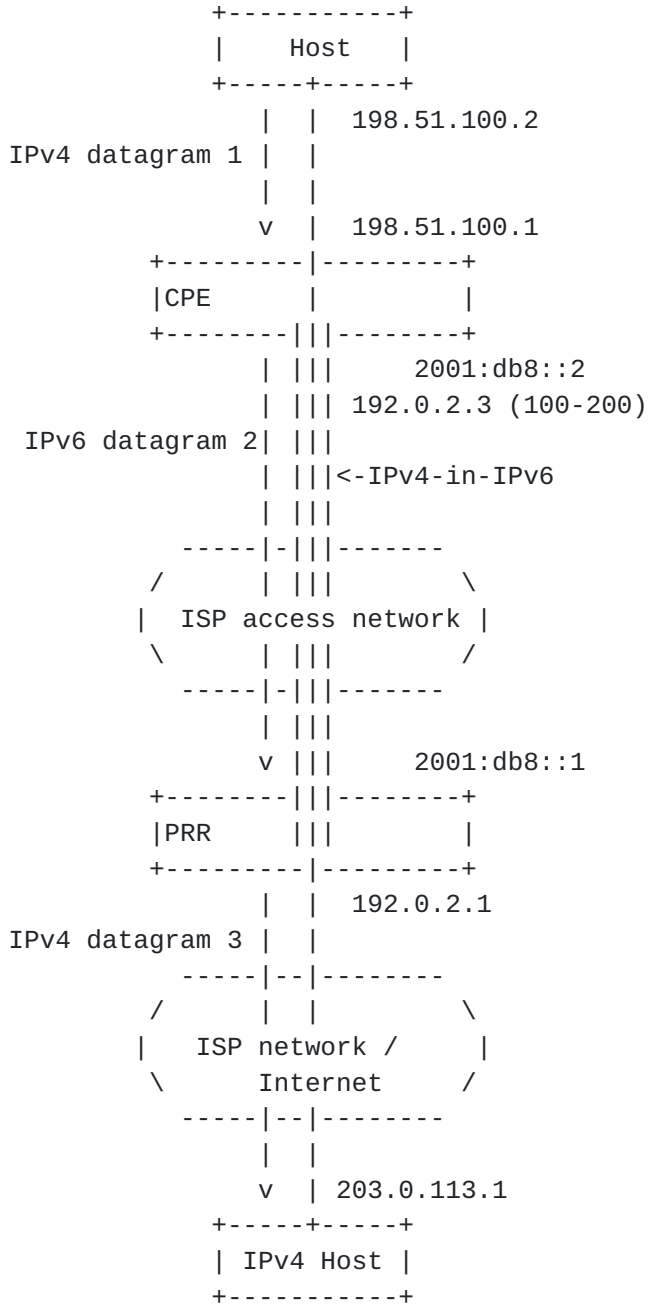 Host
198.51.100.2
IPv4 datagram 1
198.51.100.1
CPE
2001:db8::2
192.0.2.3 (100-200)
IPv6 datagram 2
<-IPv4-in-IPv6
ISP access network
2001:db8::1
PRR
192.0.2.1
IPv4 datagram 3
ISP network /
Internet
203.0.113.1
IPv4 Host